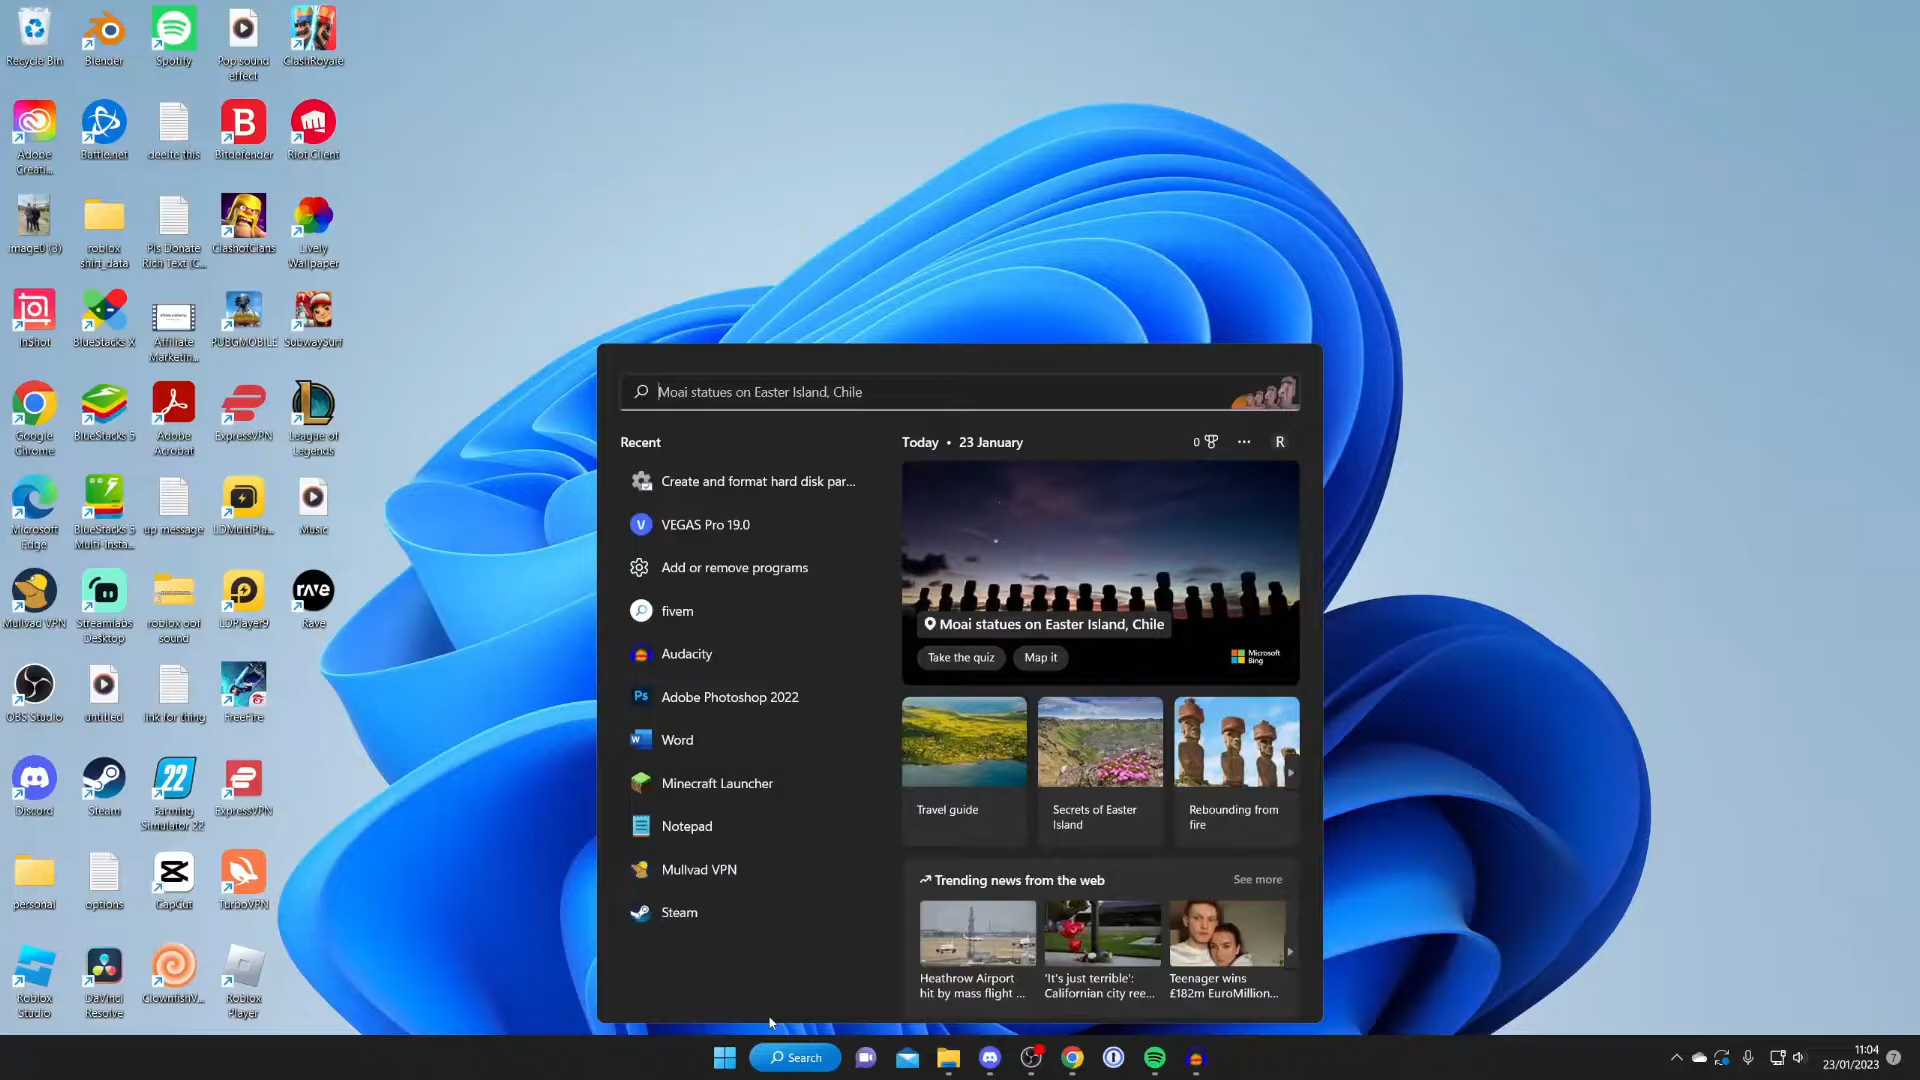 Recycle Bin
Blender
Spotify
Pop sound
effect
ClashRoyale
Adobe
Creati...
Battle.net
deelte this
Bitdefender
Riot Client
image0 (3)
roblox
shirt_data
Pls Donate
Rich Text (C...
ClashofClans
Lively
Wallpaper
InShot
BlueStacks X
Affiliate
Marketin...
PUBGMOBILE
SubwaySurf
Google
Chrome
BlueStacks 5
Adobe
Acrobat
ExpressVPN
League of
Legends
Microsoft
Edge
BlueStacks 5
Multi-Insta...
up message
LDMultiPla...
Music
Mullvad VPN
Streamlabs
Desktop
roblox oof
sound
LDPlayer9
rave
Rave
OBS Studio
untitled
link for thing
FreeFire
Discord
Steam
22
Farming
Simulator 22
ExpressVPN
personal
options
CapCut
TurboVPN
Roblox
Studio
DaVinci
Resolve
ClownfishV...
Roblox
Player
Moai statues on Easter Island, Chile
Recent
Create and format hard disk par...
VEGAS Pro 19.0
Add or remove programs
fivem
Audacity
Adobe Photoshop 2022
Word
Minecraft Launcher
Notepad
Mullvad VPN
Steam
Today • 23 January
0
R
Moai statues on Easter Island, Chile
Take the quiz
Map it
Microsoft
Bing
Travel guide
Secrets of Easter
Island
Rebounding from
fire
Trending news from the web
See more
Heathrow Airport
hit by mass flight ...
'It's just terrible':
Californian city ree...
Teenager wins
£182m EuroMillion...
Search
11:04
23/01/2023
7